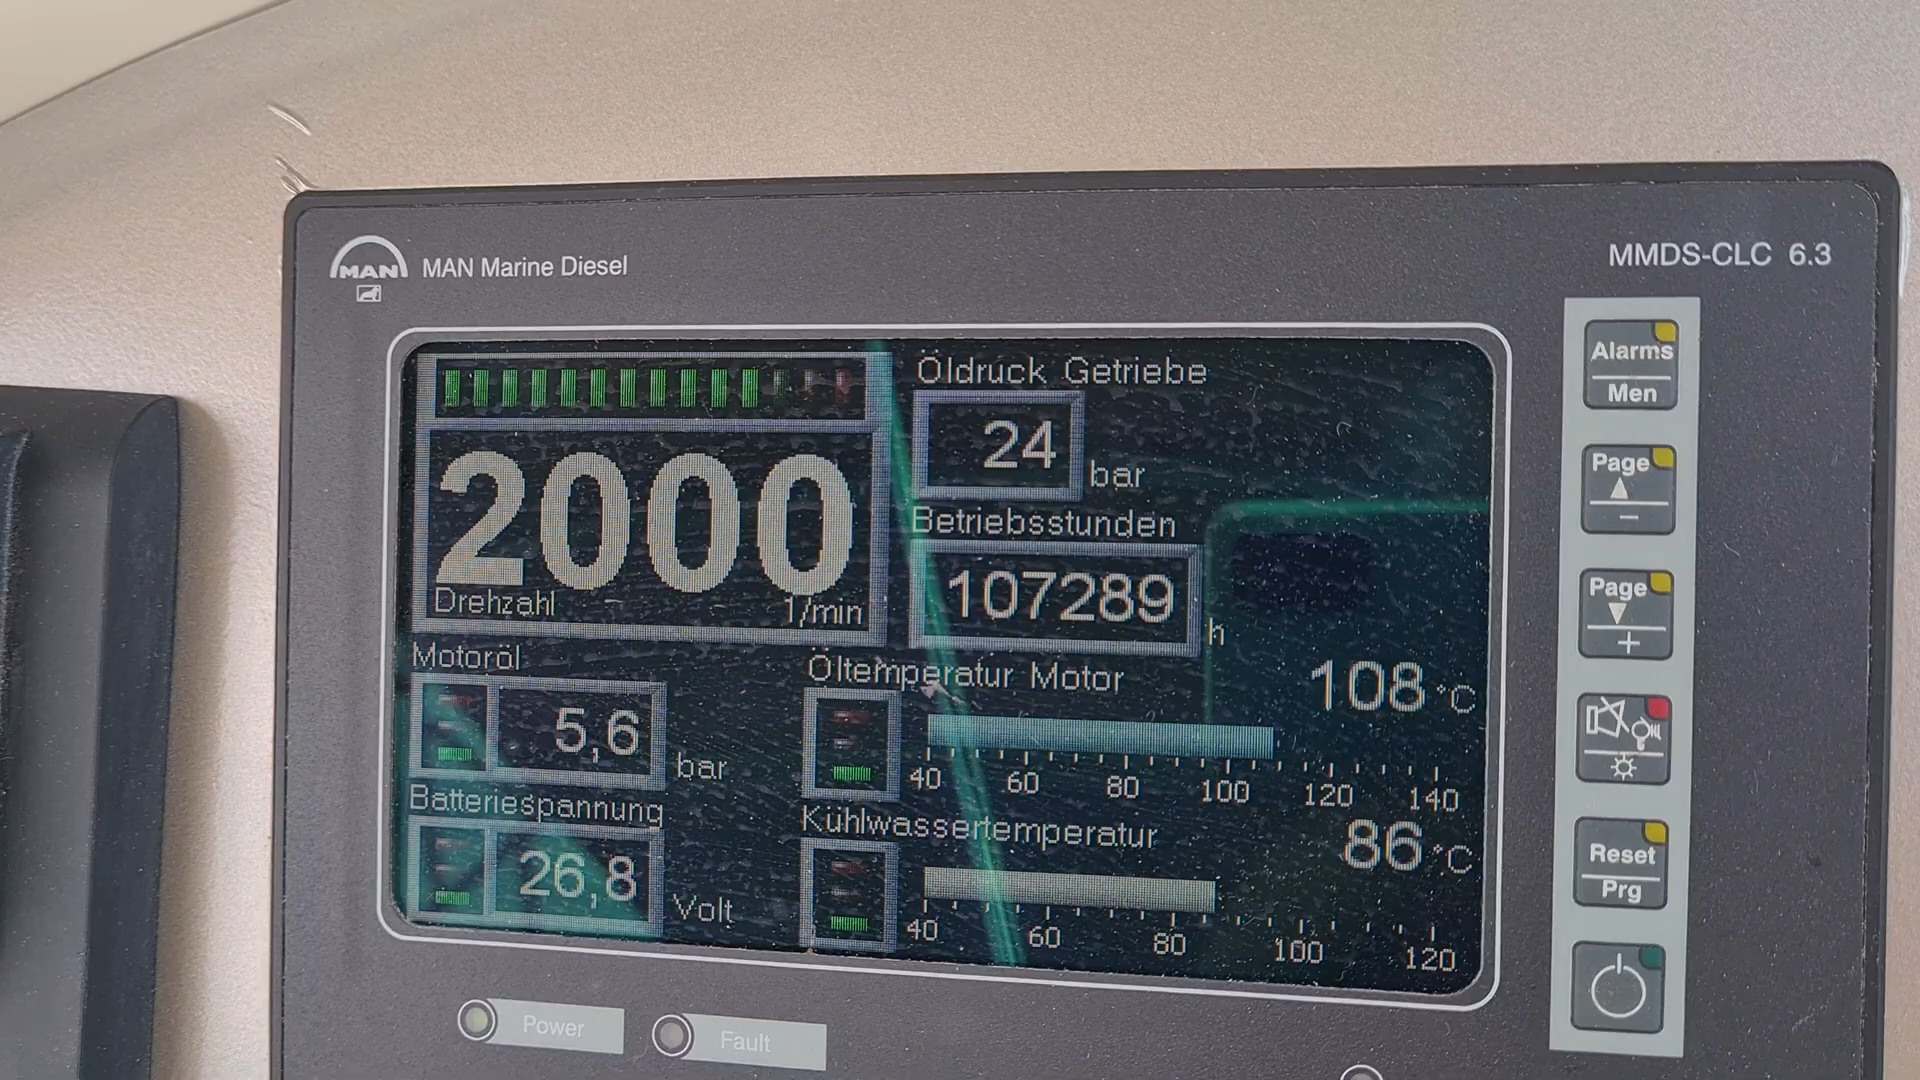 MAN MAN Marine Diesel
MMDS-CLC 6.3
2000
Drehzahl 1/min
Öldruck Getriebe
24 bar
Betriebsstunden
107289 h
Motoröl
5,6 bar
Batteriespannung
26,8 Volt
Öltemperatur Motor
108 °C
40 60 80 100 120 140
Kühlwassertemperatur
86 °C
40 60 80 100 120
Alarms
Men
Page
−
Page
+
Reset
Prg
Power
Fault